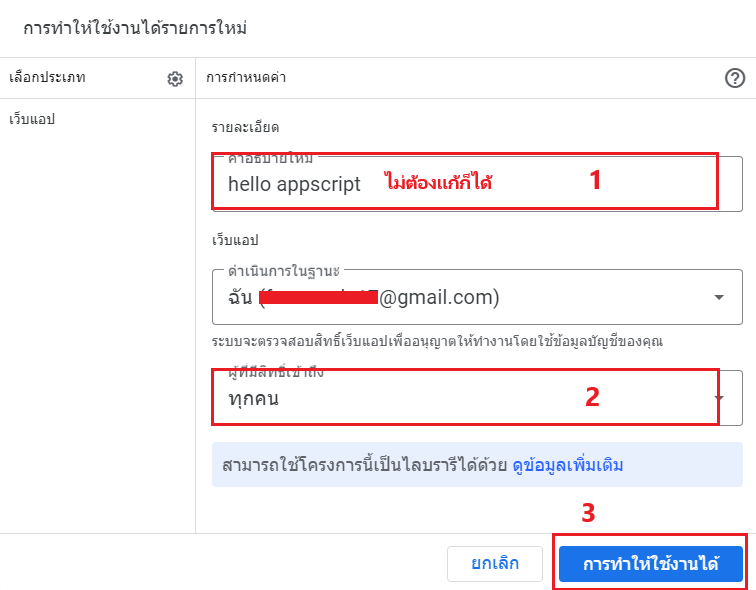 การทำให้ใช้งานได้รายการใหม่
เลือกประเภท
การกำหนดค่า
เว็บแอป
รายละเอียด
คำอธิบายใหม่
hello appscript ไม่ต้องแก้ก็ได้ 1
เว็บแอป
ดำเนินการในฐานะ
ฉัน ( @gmail.com)
ระบบจะตรวจสอบสิทธิ์เว็บแอปเพื่ออนุญาตให้ทำงานโดยใช้ข้อมูลบัญชีของคุณ
ผู้ที่มีสิทธิ์เข้าถึง
ทุกคน 2
สามารถใช้โครงการนี้เป็นไลบรารีได้ด้วย ดูข้อมูลเพิ่มเติม
3
ยกเลิก การทำให้ใช้งานได้